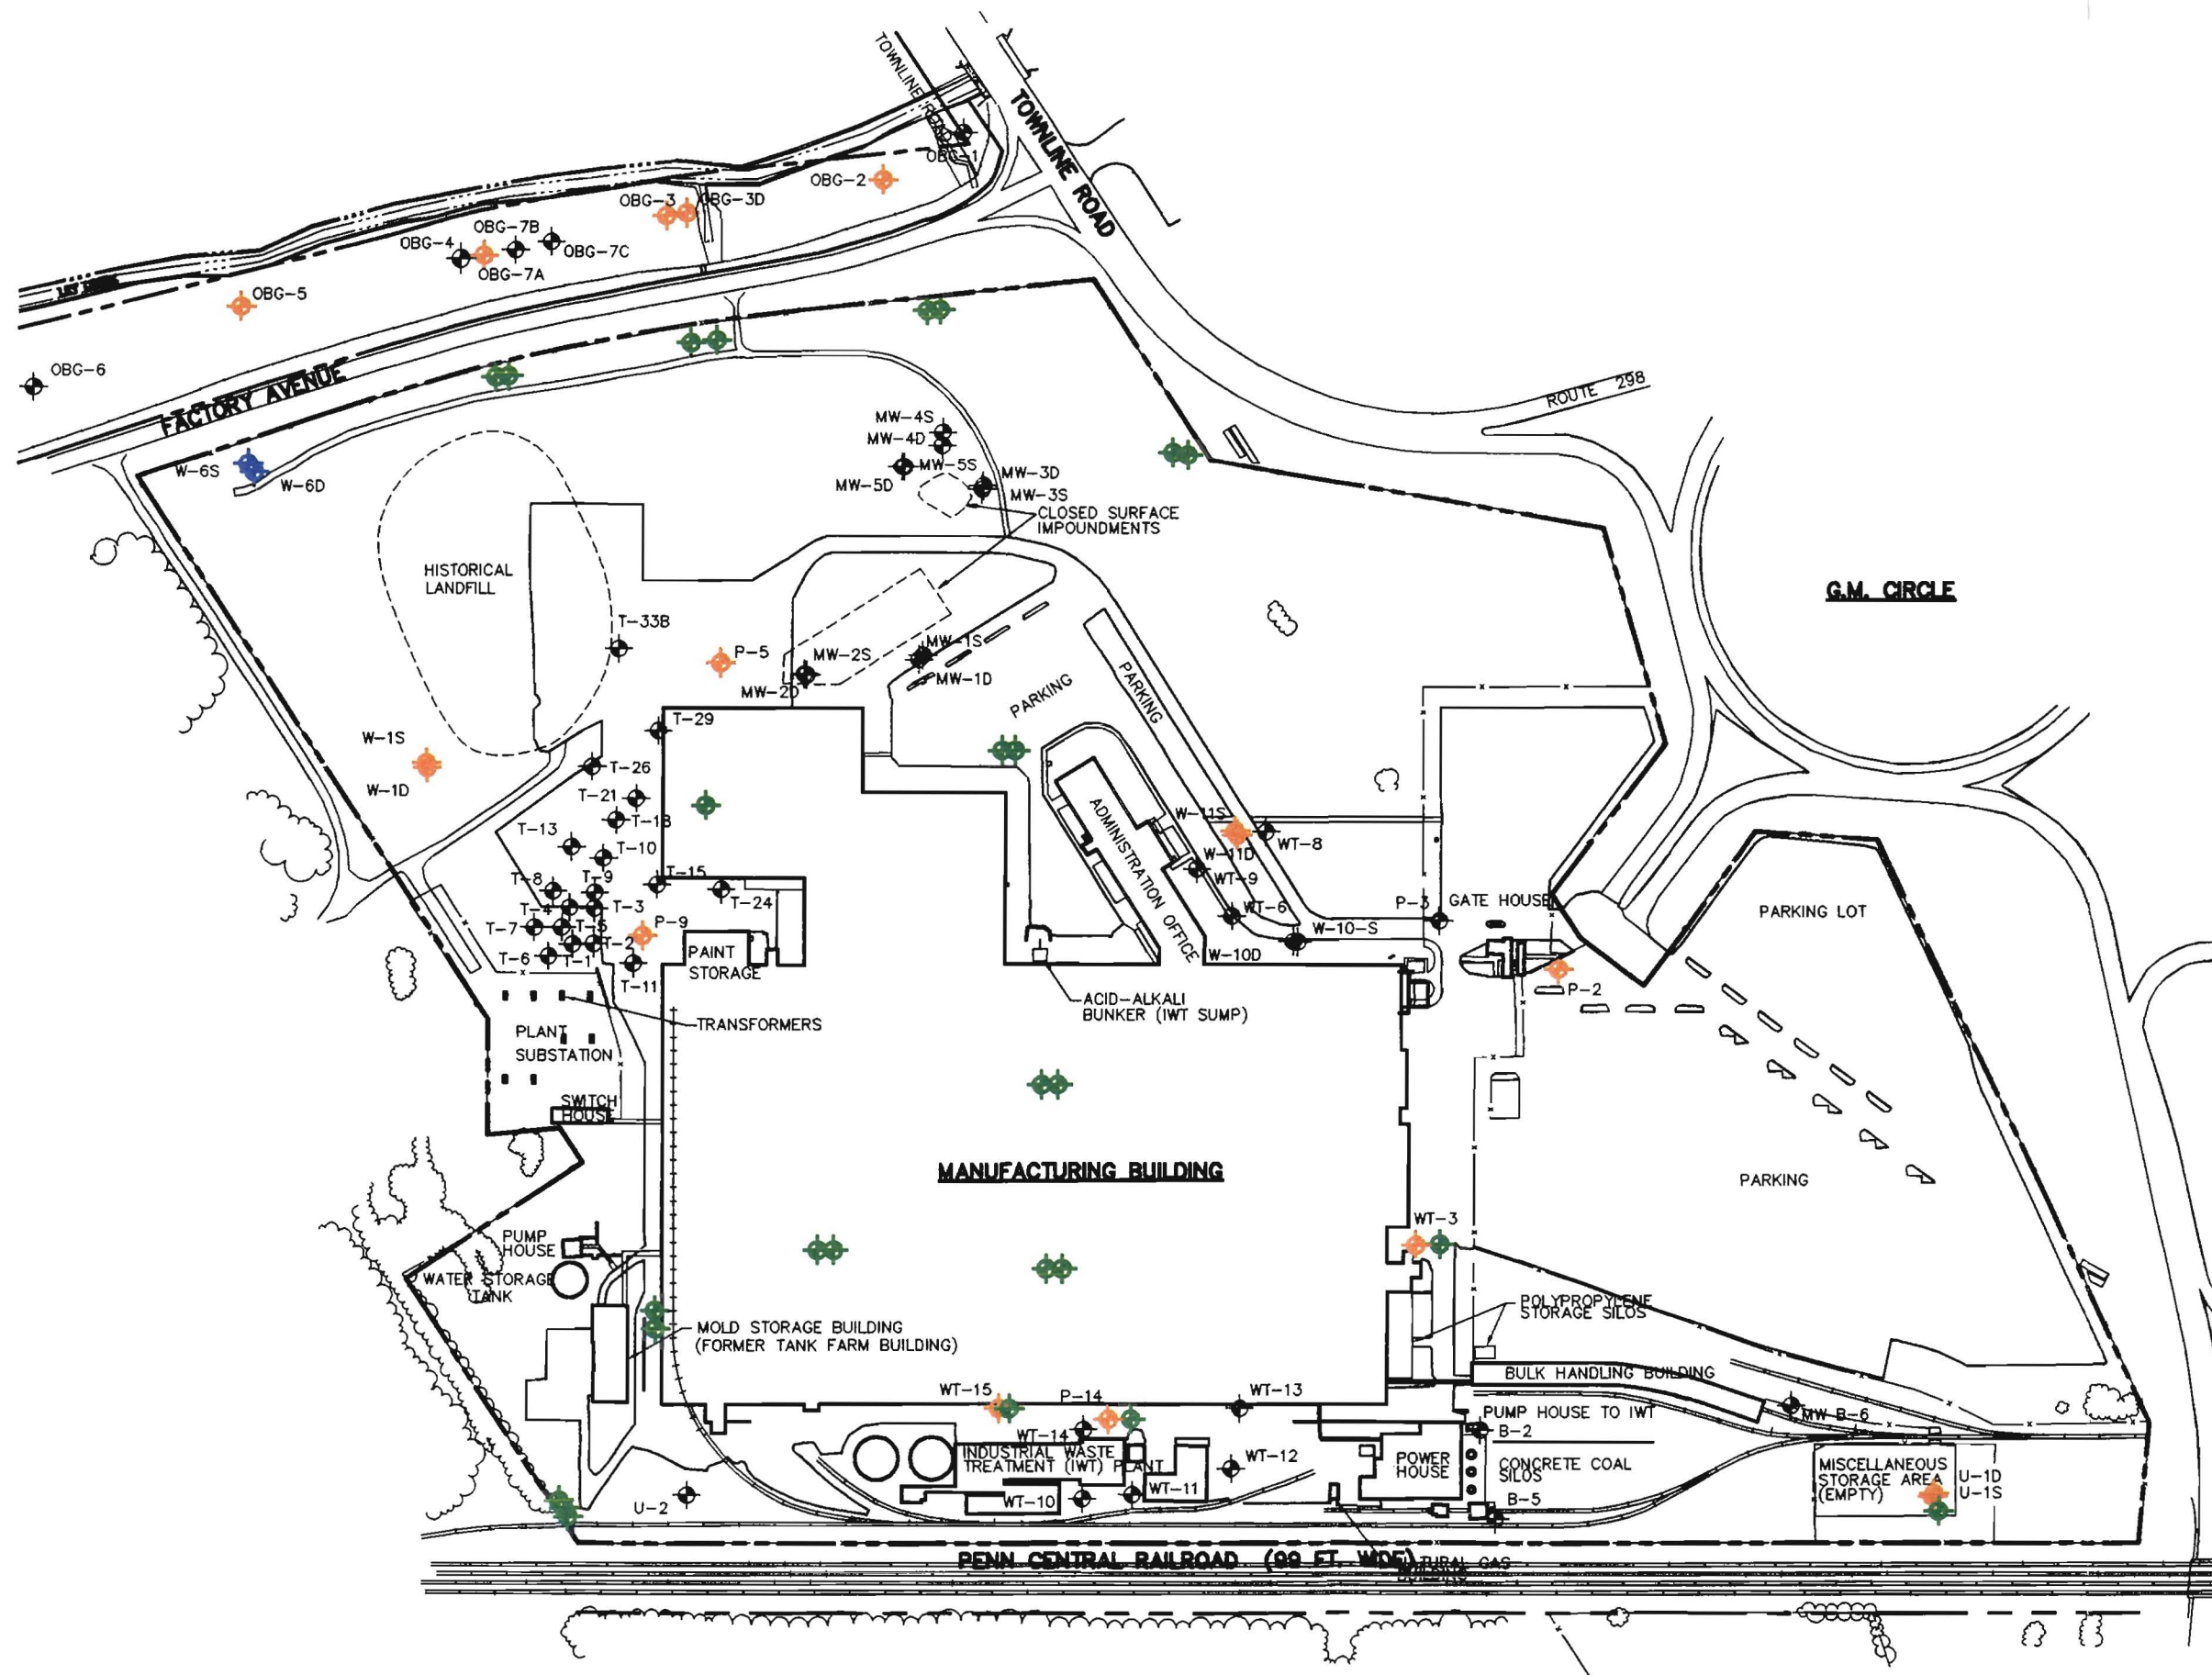 TOWNLINE ROAD
TOWNLINE ROAD
OBG-1
OBG-2
OBG-3
OBG-3D
OBG-7B
OBG-4
OBG-7C
OBG-7A
OBG-5
OBG-6
FACTORY AVENUE
ROUTE 298
W-6S
W-6D
MW-4S
MW-4D
MW-5S
MW-5D
MW-3D
MW-3S
CLOSED SURFACE
IMPOUNDMENTS
HISTORICAL
LANDFILL
G.M. CIRCLE
T-33B
P-5
MW-2S
MW-2D
MW-1S
MW-1D
PARKING
PARKING
T-29
W-1S
W-1D
T-26
T-21
T-18
T-13
T-10
T-15
T-8
T-9
T-24
T-4
T-3
T-7
T-5
P-9
T-2
T-6
T-1
T-11
PAINT
STORAGE
ADMINISTRATION OFFICE
W-11S
WT-8
W-11D
WT-9
WT-6
W-10-S
W-10D
P-3
GATE HOUSE
PARKING LOT
P-2
ACID-ALKALI
BUNKER (IWT SUMP)
TRANSFORMERS
PLANT
SUBSTATION
SWITCH
HOUSE
MANUFACTURING BUILDING
PARKING
WT-3
PUMP
HOUSE
WATER STORAGE
TANK
POLYPROPYLENE
STORAGE SILOS
MOLD STORAGE BUILDING
(FORMER TANK FARM BUILDING)
BULK HANDLING BUILDING
WT-15
P-14
WT-13
PUMP HOUSE TO IWT
MW-B-6
B-2
WT-14
INDUSTRIAL WASTE
TREATMENT (IWT) PLANT
WT-12
POWER
HOUSE
CONCRETE COAL
SILOS
MISCELLANEOUS
STORAGE AREA
(EMPTY)
U-1D
U-1S
WT-10
WT-11
B-5
U-2
PENN CENTRAL RAILROAD (99 FT. WIDE)
NATURAL GAS
BUILDING